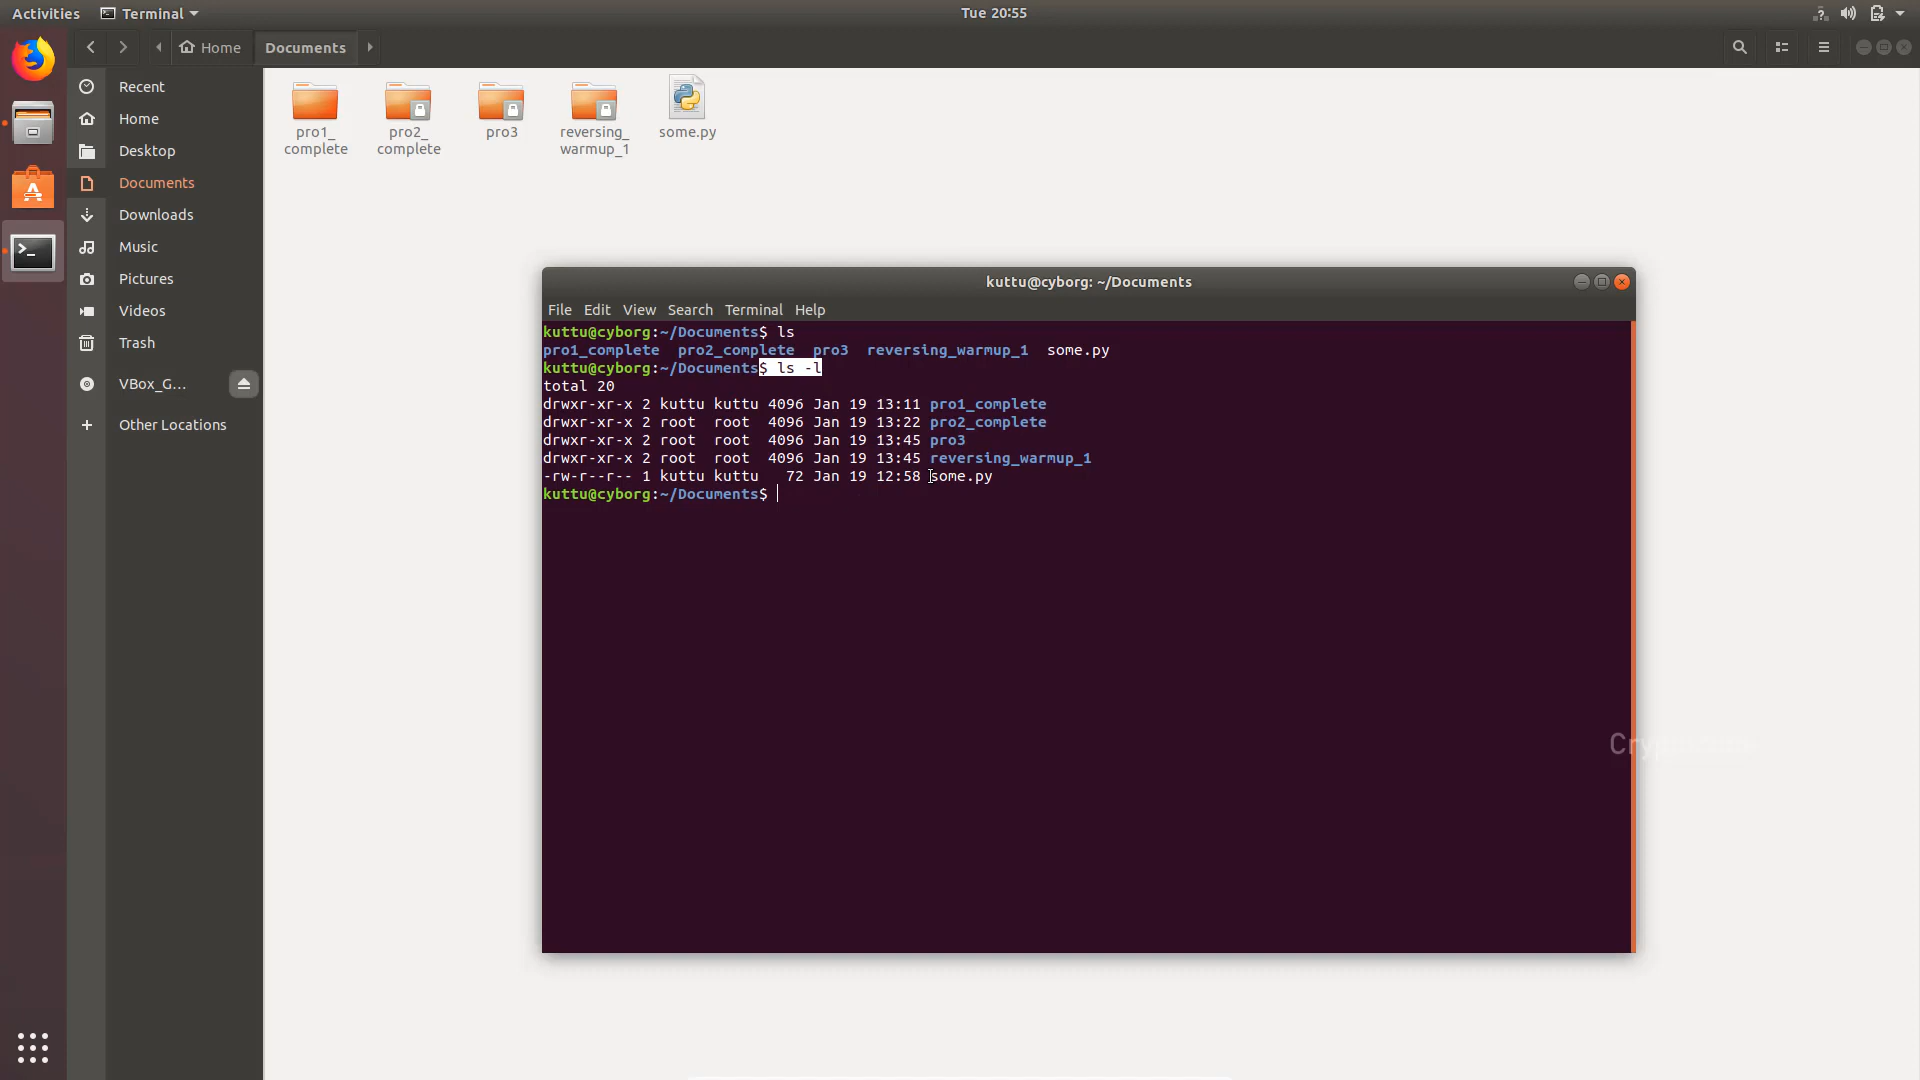 Activities Terminal Tue 20:55
Home Documents
Recent
Home
Desktop
Documents
Downloads
Music
Pictures
Videos
Trash
VBox_G...
Other Locations
pro1_
complete
pro2_
complete
pro3
reversing_
warmup_1
some.py
kuttu@cyborg: ~/Documents
File Edit View Search Terminal Help
kuttu@cyborg:~/Documents$ ls
pro1_complete pro2_complete pro3 reversing_warmup_1 some.py
kuttu@cyborg:~/Documents$ ls -l
total 20
drwxr-xr-x 2 kuttu kuttu 4096 Jan 19 13:11 pro1_complete
drwxr-xr-x 2 root root 4096 Jan 19 13:22 pro2_complete
drwxr-xr-x 2 root root 4096 Jan 19 13:45 pro3
drwxr-xr-x 2 root root 4096 Jan 19 13:45 reversing_warmup_1
-rw-r--r-- 1 kuttu kuttu 72 Jan 19 12:58 some.py
kuttu@cyborg:~/Documents$